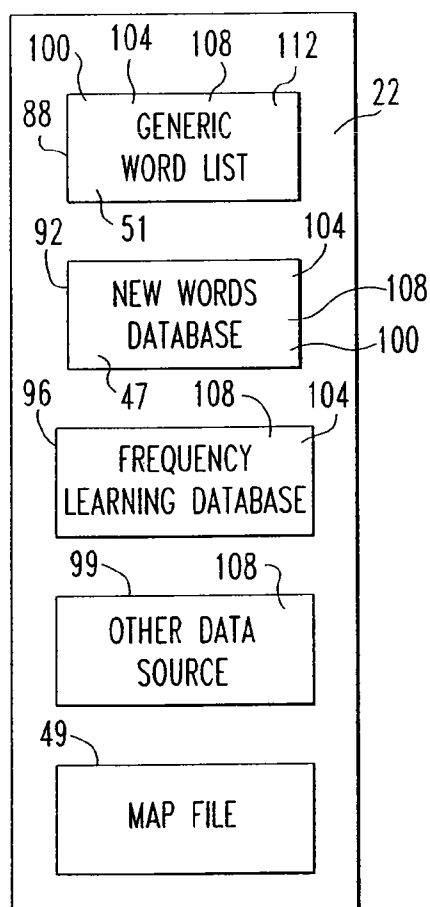 100 104 108 112
22
88
GENERIC
WORD LIST
51
92
104
NEW WORDS
108
DATABASE
100
47
96
108 104
FREQUENCY
LEARNING DATABASE
99
108
OTHER DATA
SOURCE
49
MAP FILE